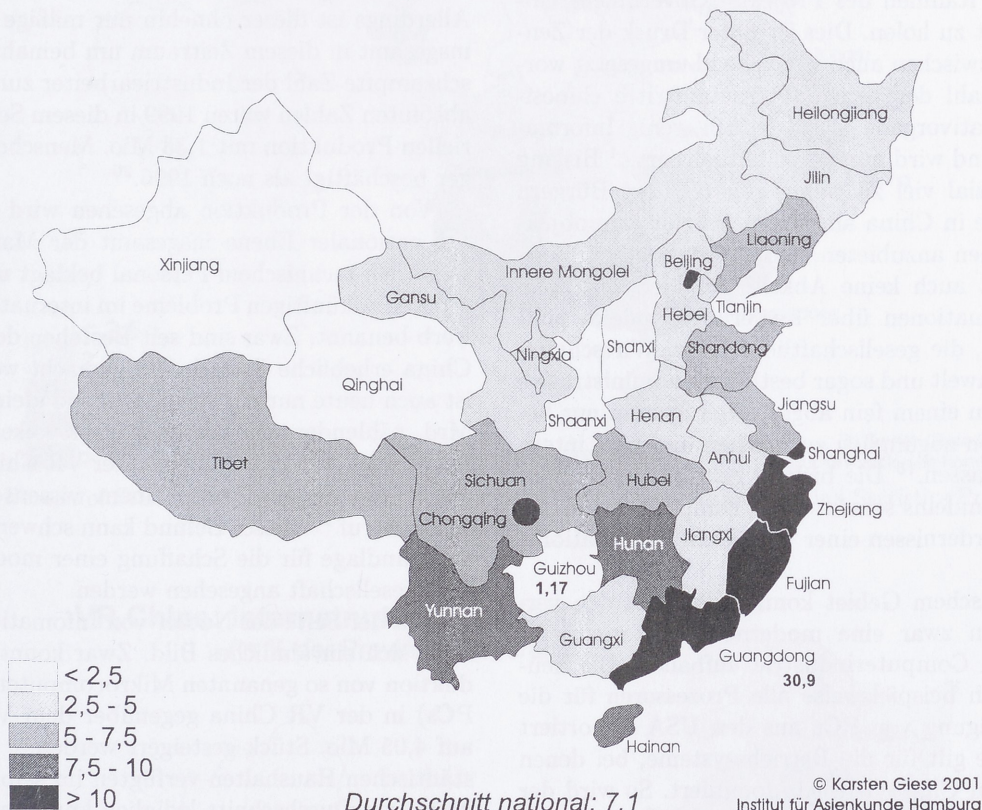 Heilongjiang
Jilin
Liaoning
Xinjiang
Innere Mongolei
Beijing
Gansu
Tianjin
Hebei
Ningxia
Shanxi
Shandong
Qinghai
Shaanxi
Henan
Jiangsu
Tibet
Sichuan
Hubei
Anhui
Shanghai
Chongqing
Zhejiang
Hunan
Jiangxi
Guizhou
1,17
Fujian
Yunnan
Guangxi
Guangdong
30,9
Hainan
< 2,5
2,5 - 5
5 - 7,5
7,5 - 10
> 10
Durchschnitt national: 7,1
© Karsten Giese 2001
Institut für Asienkunde Hamburg